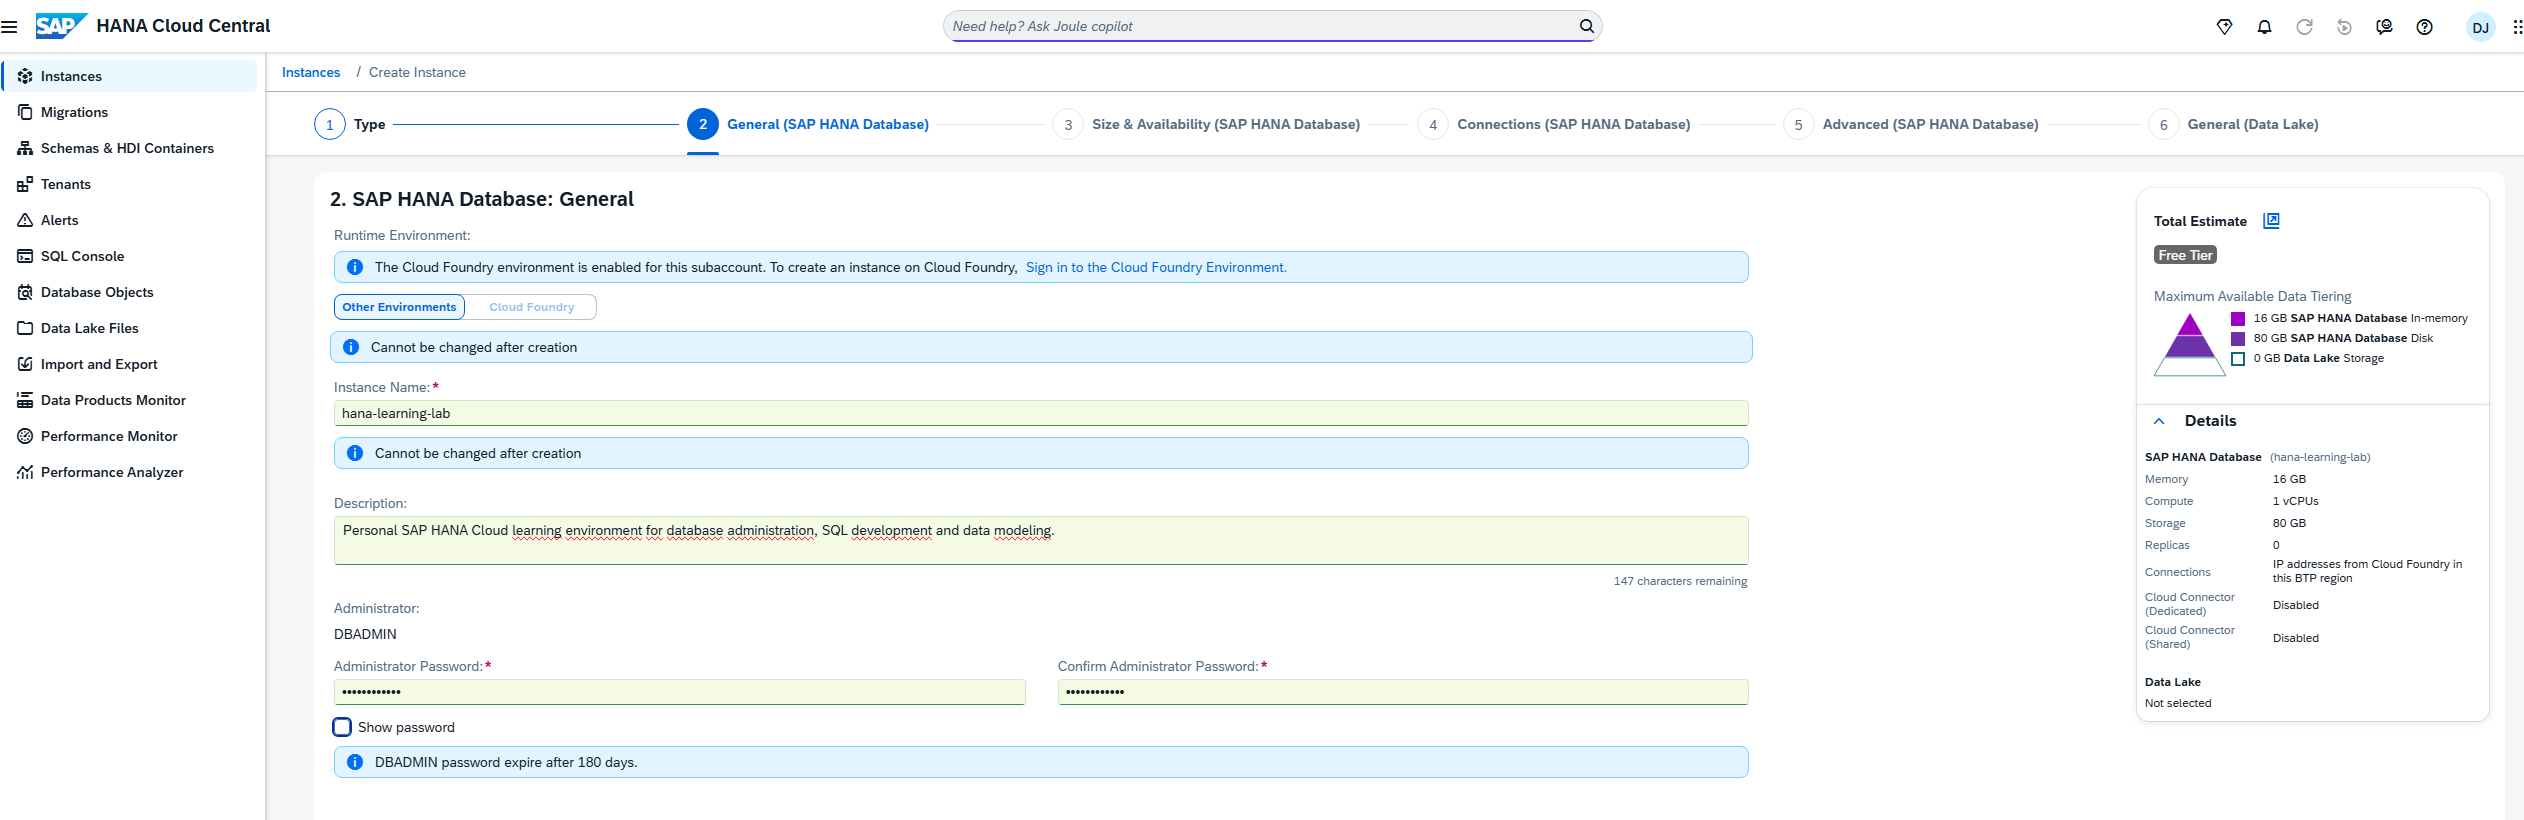 SAP HANA Cloud Central
Need help? Ask Joule copilot
DJ
Instances
Migrations
Schemas & HDI Containers
Tenants
Alerts
SQL Console
Database Objects
Data Lake Files
Import and Export
Data Products Monitor
Performance Monitor
Performance Analyzer
Instances / Create Instance
1 Type
2 General (SAP HANA Database)
3 Size & Availability (SAP HANA Database)
4 Connections (SAP HANA Database)
5 Advanced (SAP HANA Database)
6 General (Data Lake)
2. SAP HANA Database: General
Runtime Environment:
The Cloud Foundry environment is enabled for this subaccount. To create an instance on Cloud Foundry, Sign in to the Cloud Foundry Environment.
Other Environments Cloud Foundry
Cannot be changed after creation
Instance Name:*
hana-learning-lab
Cannot be changed after creation
Description:
Personal SAP HANA Cloud learning environment for database administration, SQL development and data modeling.
147 characters remaining
Administrator:
DBADMIN
Administrator Password:* Confirm Administrator Password:*
•••••••••••• ••••••••••••
Show password
DBADMIN password expire after 180 days.
Total Estimate
Free Tier
Maximum Available Data Tiering
16 GB SAP HANA Database In-memory
80 GB SAP HANA Database Disk
0 GB Data Lake Storage
Details
SAP HANA Database (hana-learning-lab)
Memory 16 GB
Compute 1 vCPUs
Storage 80 GB
Replicas 0
Connections IP addresses from Cloud Foundry in
this BTP region
Cloud Connector
(Dedicated) Disabled
Cloud Connector
(Shared) Disabled
Data Lake
Not selected